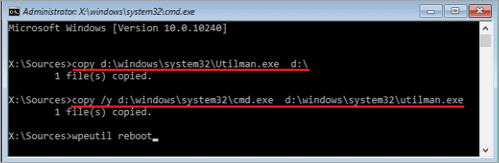 Administrator: X:\windows\system32\cmd.exe
Microsoft Windows [Version 10.0.10240]
X:\Sources>copy d:\windows\system32\Utilman.exe  d:\
1 file(s) copied.
X:\Sources>copy /y d:\windows\system32\cmd.exe  d:\windows\system32\utilman.exe
1 file(s) copied.
X:\Sources>wpeutil reboot_